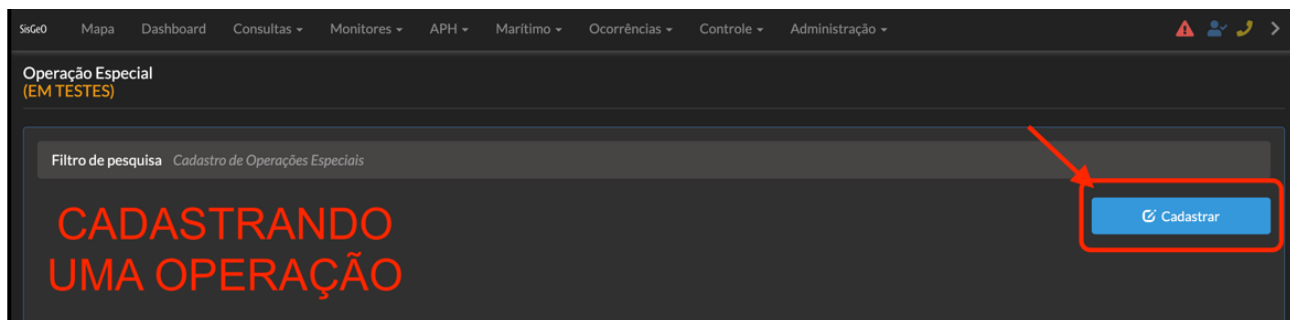 SisGeO Mapa Dashboard Consultas Monitores APH Marítimo Ocorrências Controle Administração
Operação Especial
(EM TESTES)
Filtro de pesquisa Cadastro de Operações Especiais
Cadastrar
CADASTRANDO
UMA OPERAÇÃO